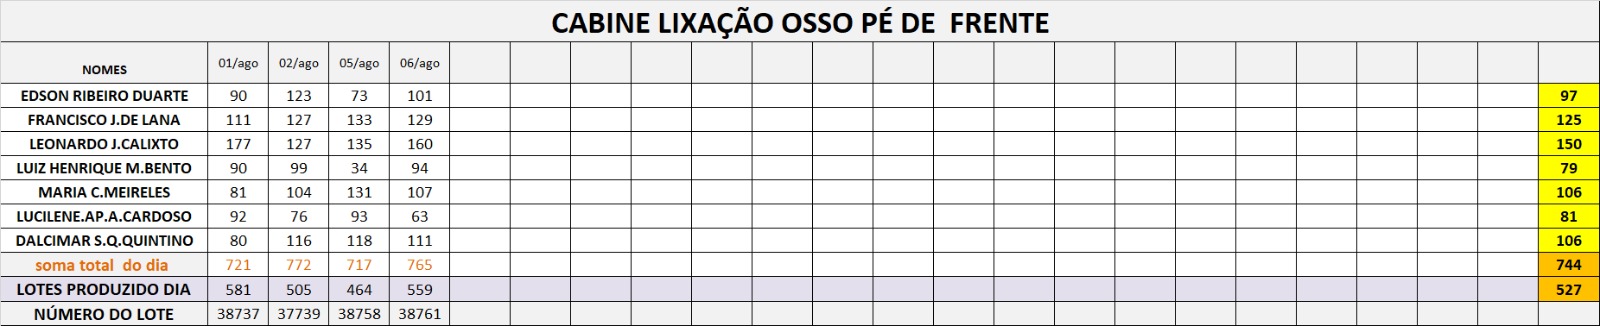 CABINE LIXAÇÃO OSSO PÉ DE FRENTE
NOMES 01/ago 02/ago 05/ago 06/ago
EDSON RIBEIRO DUARTE 90 123 73 101 97
FRANCISCO J.DE LANA 111 127 133 129 125
LEONARDO J.CALIXTO 177 127 135 160 150
LUIZ HENRIQUE M.BENTO 90 99 34 94 79
MARIA C.MEIRELES 81 104 131 107 106
LUCILENE.AP.A.CARDOSO 92 76 93 63 81
DALCIMAR S.Q.QUINTINO 80 116 118 111 106
soma total do dia 721 772 717 765 744
LOTES PRODUZIDO DIA 581 505 464 559 527
NÚMERO DO LOTE 38737 37739 38758 38761